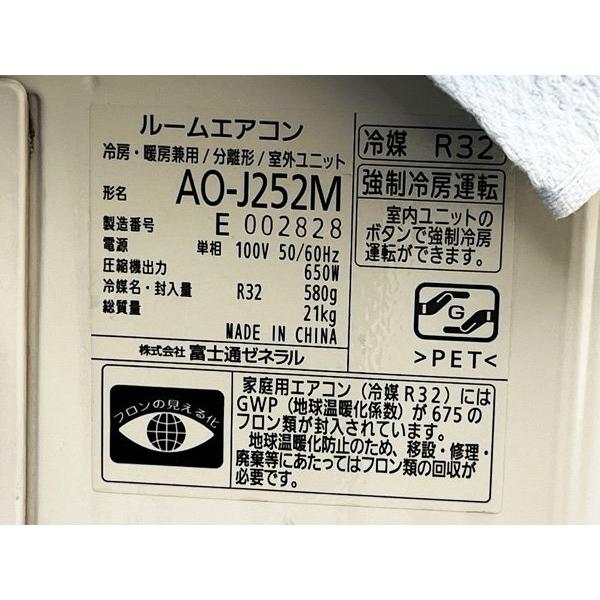 ルームエアコン
冷房・暖房兼用/分離形/室外ユニット
形名 AO-J252M
製造番号 E 002828
電源 単相 100V 50/60Hz
圧縮機出力 650W
冷媒名・封入量 R32 580g
総質量 21kg
MADE IN CHINA
株式会社 富士通ゼネラル
冷媒 R32
強制冷房運転
室内ユニットの
ボタンで強制冷房
運転ができます。
G
>PET<
フロンの見える化
家庭用エアコン（冷媒R32）には
GWP（地球温暖化係数）が675の
フロン類が封入されています。
地球温暖化防止のため、移設・修理・
廃棄等にあたってはフロン類の回収が
必要です。